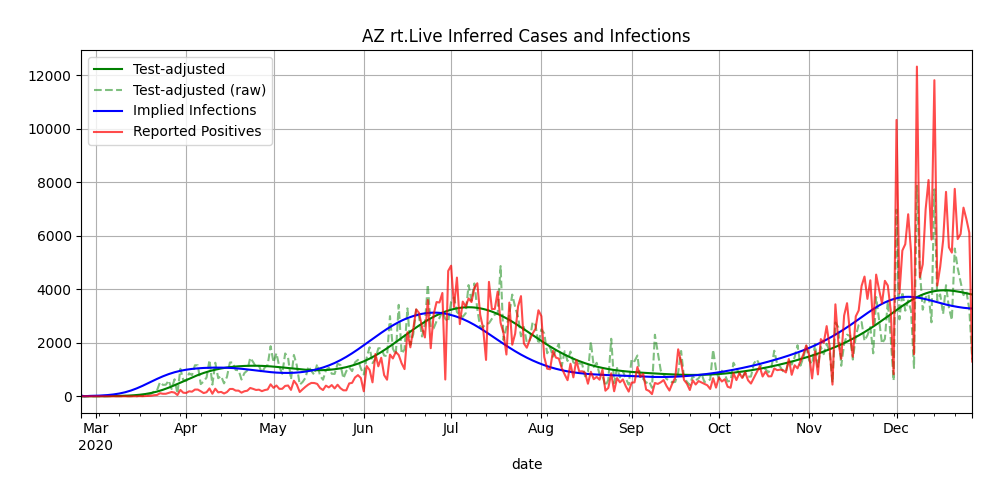 AZ rt.Live Inferred Cases and Infections
Test-adjusted
Test-adjusted (raw)
Implied Infections
Reported Positives
12000
10000
8000
6000
4000
2000
0
Mar Apr May Jun Jul Aug Sep Oct Nov Dec
2020
date